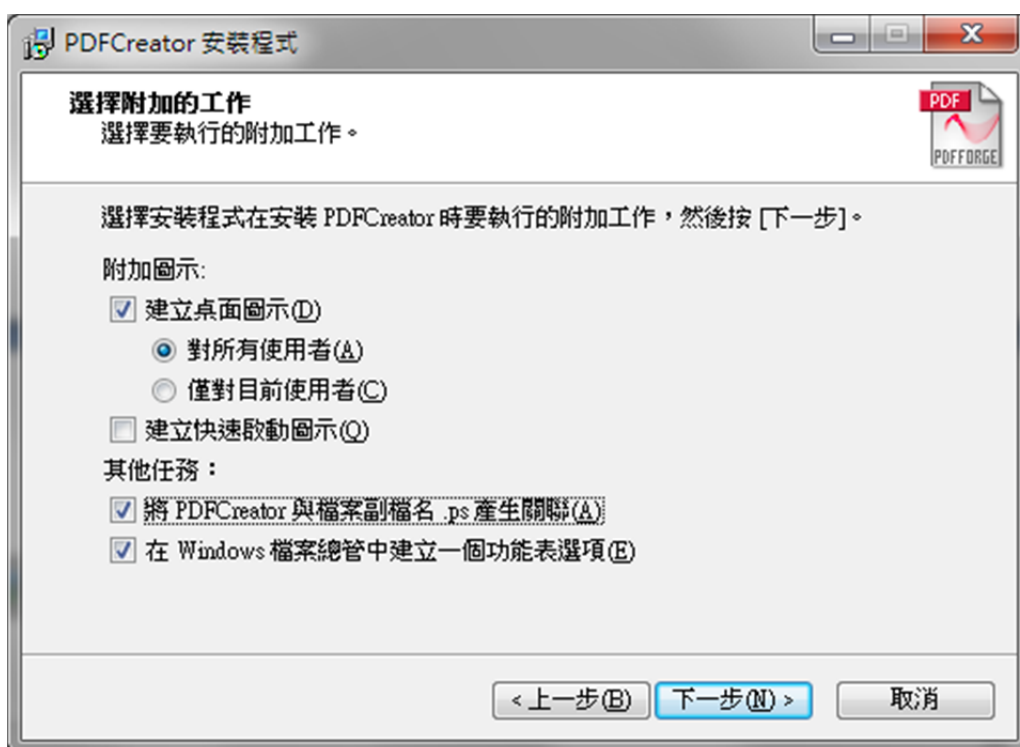 PDFCreator 安裝程式
選擇附加的工作
選擇要執行的附加工作。
PDF
PDFFORGE
選擇安裝程式在安裝 PDFCreator 時要執行的附加工作，然後按 [下一步]。
附加圖示:
建立桌面圖示(D)
對所有使用者(A)
僅對目前使用者(C)
建立快速啟動圖示(Q)
其他任務：
將 PDFCreator 與檔案副檔名 .ps 產生關聯(A)
在 Windows 檔案總管中建立一個功能表選項(E)
< 上一步(B) 下一步(N) > 取消